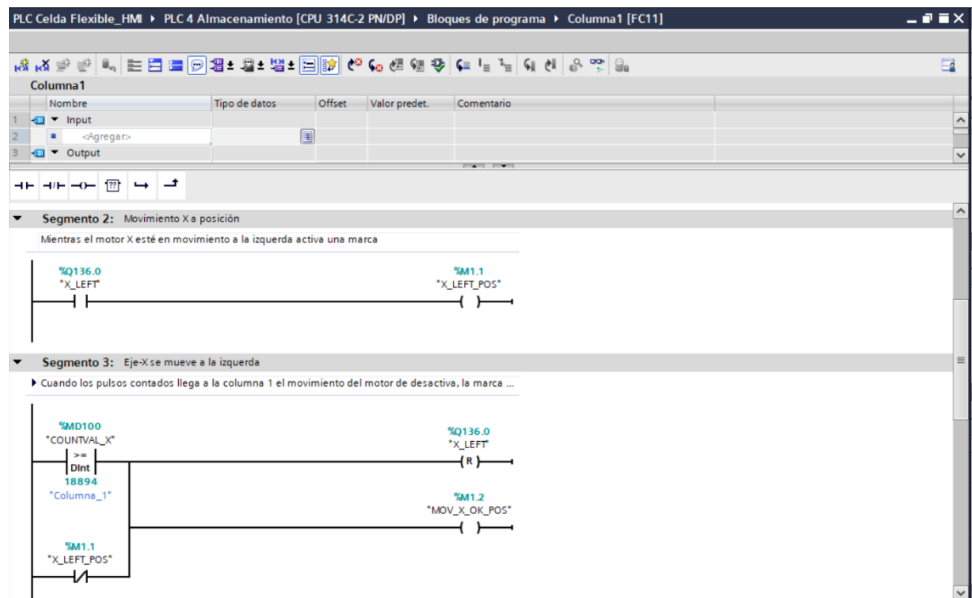 PLC Celda Flexible_HMI ▸ PLC 4 Almacenamiento [CPU 314C-2 PN/DP] ▸ Bloques de programa ▸ Columna1 [FC11]
Columna1
Nombre Tipo de datos Offset Valor predet. Comentario
1 Input
2 <Agregar>
3 Output
Segmento 2: Movimiento X a posición
Mientras el motor X esté en movimiento a la izquerda activa una marca
%Q136.0 %M1.1
"X_LEFT" "X_LEFT_POS"
Segmento 3: Eje-X se mueve a la izquerda
Cuando los pulsos contados llega a la columna 1 el movimiento del motor de desactiva, la marca ...
%MD100 %Q136.0
"COUNTVAL_X" "X_LEFT"
>= R
DInt
18894
"Columna_1"
%M1.2
"MOV_X_OK_POS"
%M1.1
"X_LEFT_POS"